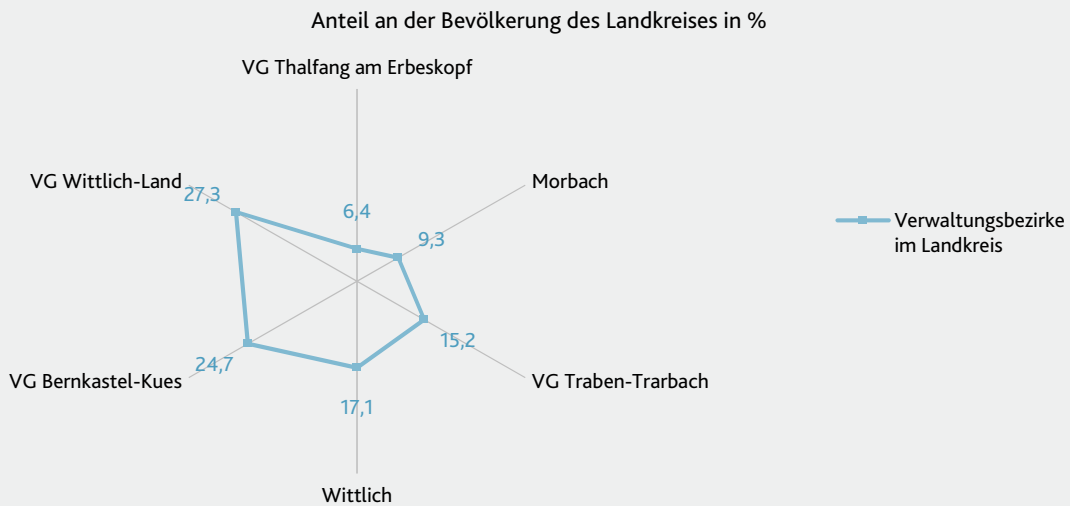 Anteil an der Bevölkerung des Landkreises in %
VG Thalfang am Erbeskopf
VG Wittlich-Land
27,3
6,4
Morbach
9,3
Verwaltungsbezirke
im Landkreis
15,2
24,7
VG Bernkastel-Kues
VG Traben-Trarbach
17,1
Wittlich